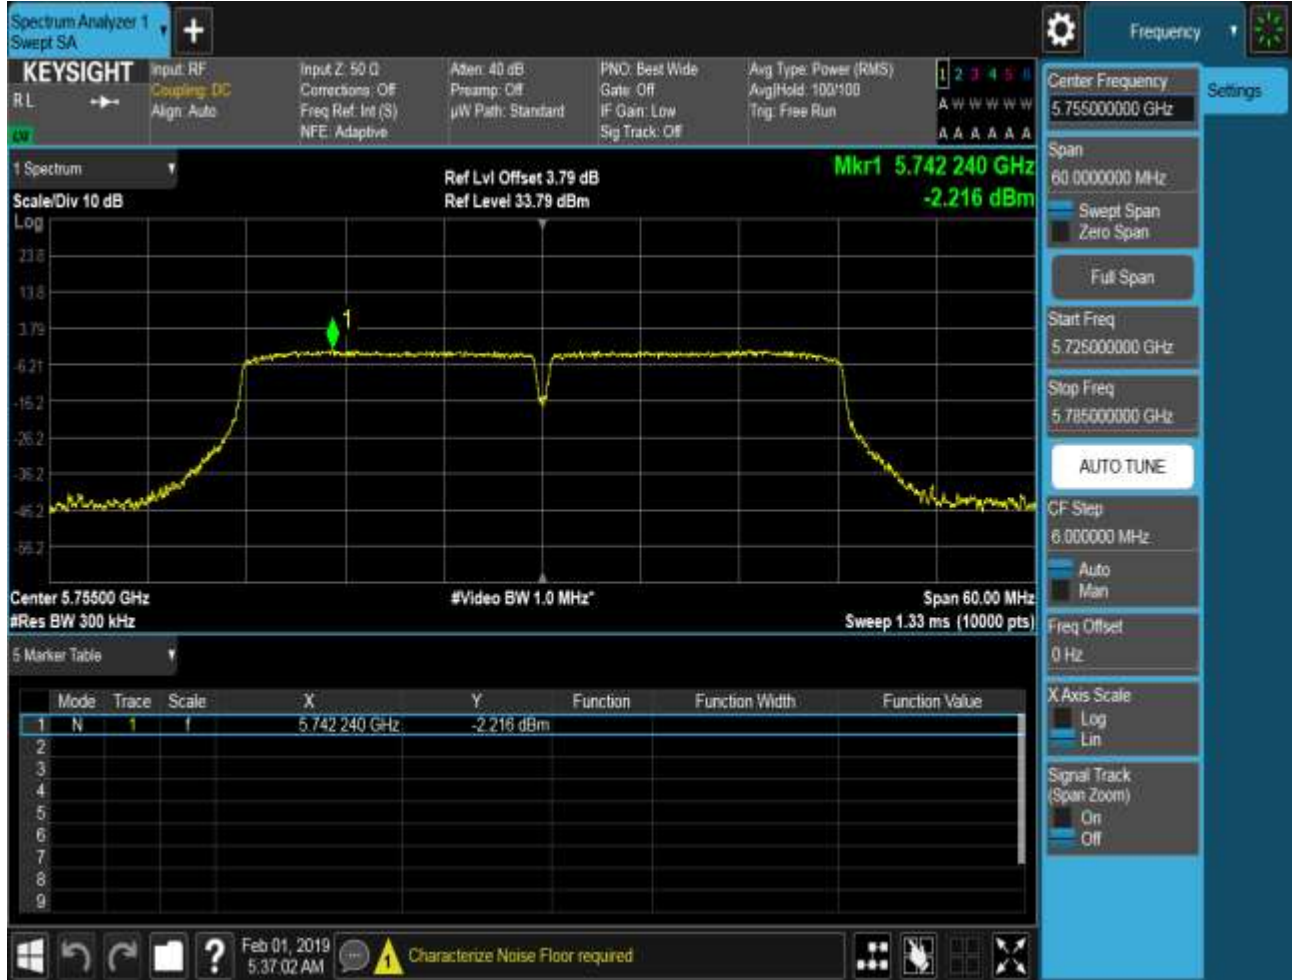 Spectrum Analyzer 1
Swept SA
+
Frequency
KEYSIGHT
RL
LXI
Input: RF
Coupling: DC
Align: Auto
Input Z: 50 Ω
Corrections: Off
Freq Ref: Int (S)
NFE: Adaptive
Atten: 40 dB
Preamp: Off
µW Path: Standard
PNO: Best Wide
Gate: Off
IF Gain: Low
Sig Track: Off
Avg Type: Power (RMS)
Avg|Hold: 100/100
Trig: Free Run
1 2 3 4 5 6
A W W W W W
A A A A A A
1 Spectrum
Scale/Div 10 dB
Ref Lvl Offset 3.79 dB
Ref Level 33.79 dBm
Mkr1 5.742 240 GHz
-2.216 dBm
Log
23.8
13.8
3.79
-6.21
-16.2
-26.2
-36.2
-46.2
-56.2
1
Center 5.75500 GHz
#Res BW 300 kHz
#Video BW 1.0 MHz*
Span 60.00 MHz
Sweep 1.33 ms (10000 pts)
5 Marker Table
Mode Trace Scale X Y Function Function Width Function Value
1 N 1 f 5.742 240 GHz -2.216 dBm
2
3
4
5
6
7
8
9
Center Frequency
5.755000000 GHz
Settings
Span
60.0000000 MHz
Swept Span
Zero Span
Full Span
Start Freq
5.725000000 GHz
Stop Freq
5.785000000 GHz
AUTO TUNE
CF Step
6.000000 MHz
Auto
Man
Freq Offset
0 Hz
X Axis Scale
Log
Lin
Signal Track
(Span Zoom)
On
Off
?
Feb 01, 2019
5:37:02 AM
1
Characterize Noise Floor required